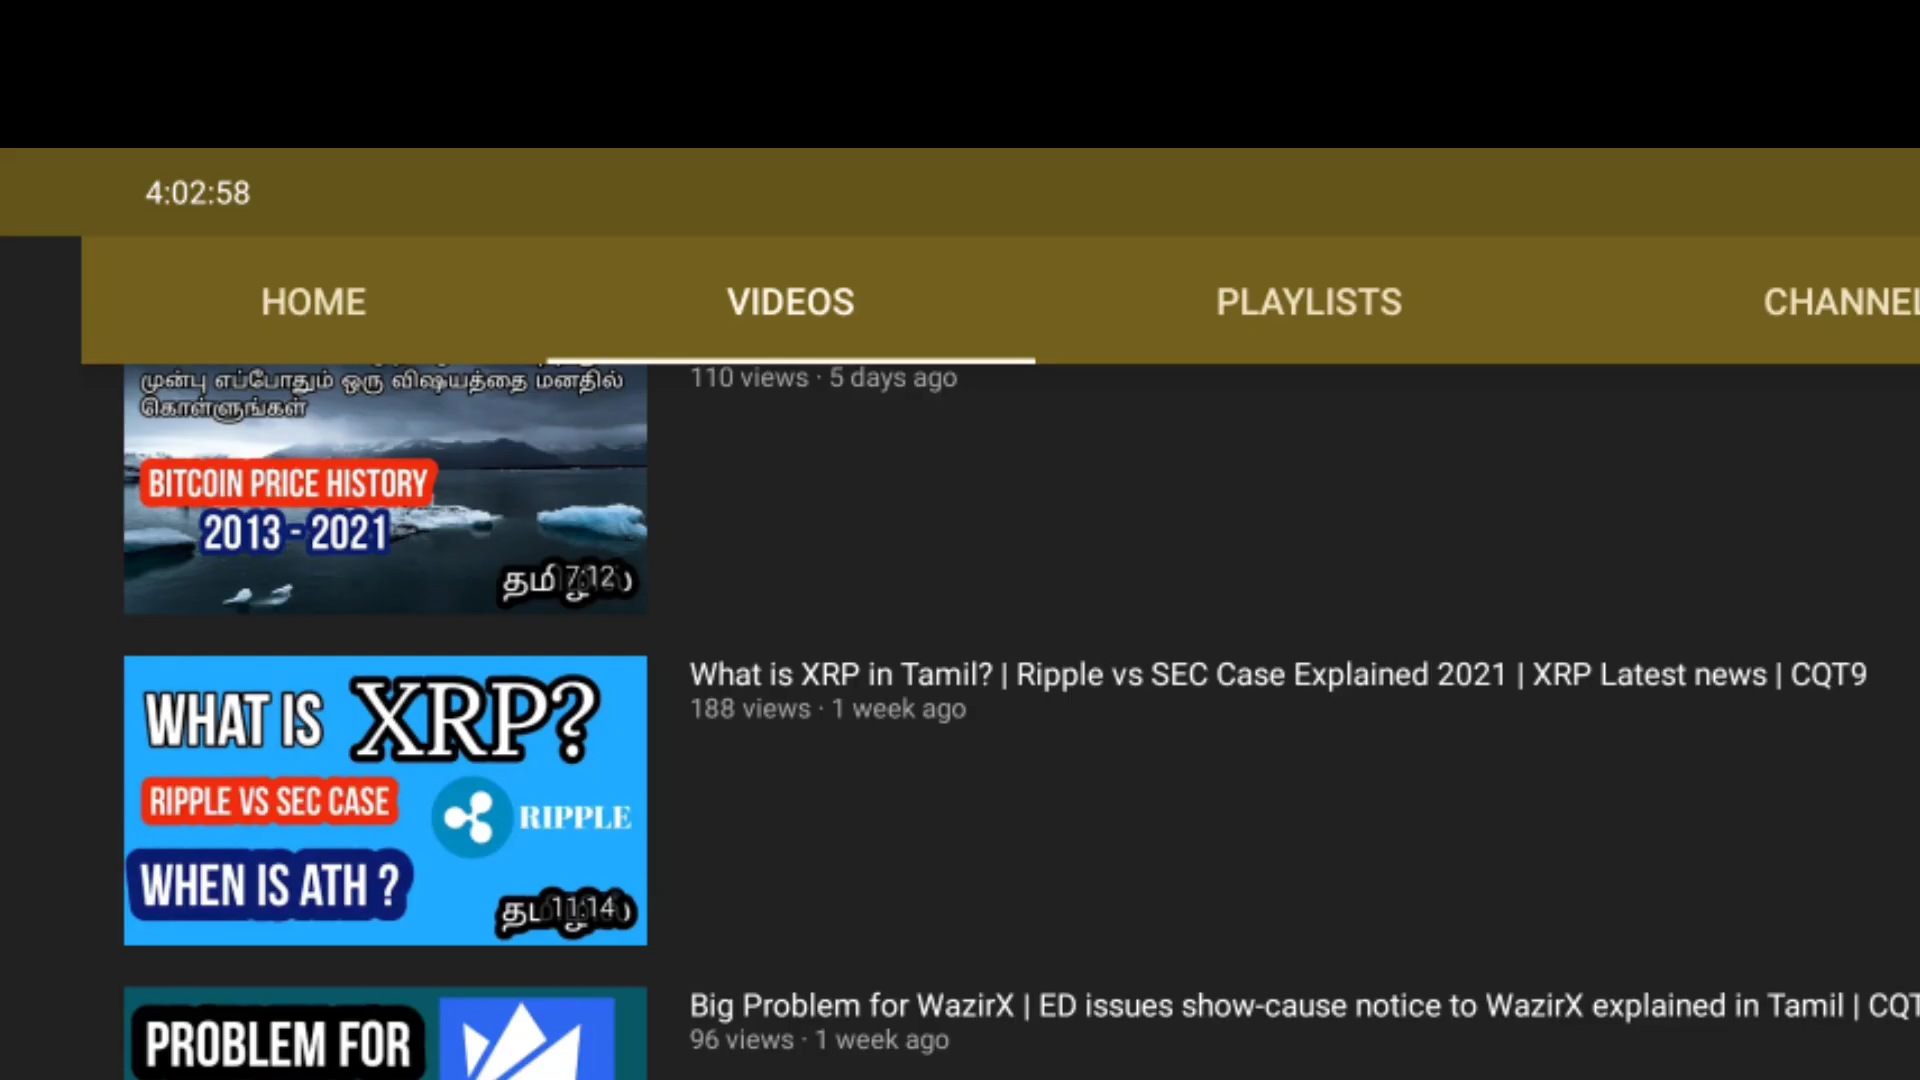 4:02:58
HOME VIDEOS PLAYLISTS CHANNEL
முன்பு எப்போதும் ஒரு விஷயத்தை மனதில்
கொள்ளுங்கள்
BITCOIN PRICE HISTORY
2013 - 2021
7:12
110 views · 5 days ago
WHAT IS XRP?
RIPPLE VS SEC CASE
RIPPLE
WHEN IS ATH ?
11:14
What is XRP in Tamil? | Ripple vs SEC Case Explained 2021 | XRP Latest news | CQT9
188 views · 1 week ago
PROBLEM FOR
Big Problem for WazirX | ED issues show-cause notice to WazirX explained in Tamil | CQT
96 views · 1 week ago